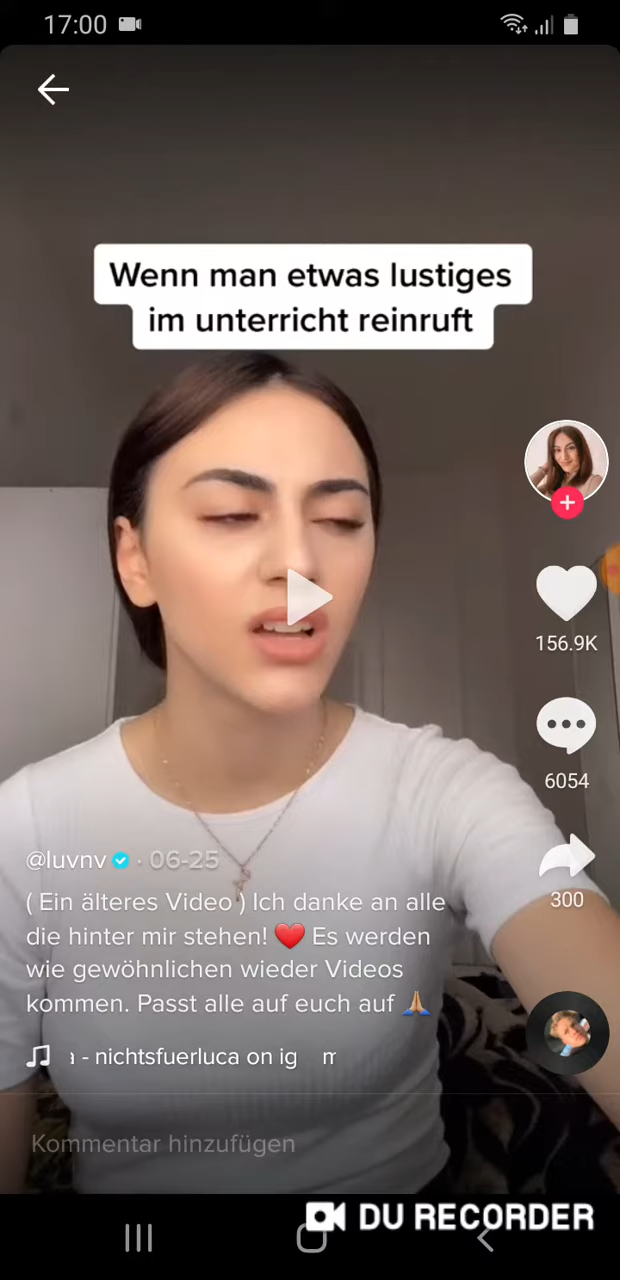 17:00
Wenn man etwas lustiges
im unterricht reinruft
156.9K
6054
@luvnv · 06-25
300
( Ein älteres Video ) Ich danke an alle
die hinter mir stehen! ❤️ Es werden
wie gewöhnlichen wieder Videos
kommen. Passt alle auf euch auf 🙏🏽
- nichtsfuerluca on ig
Kommentar hinzufügen
DU RECORDER